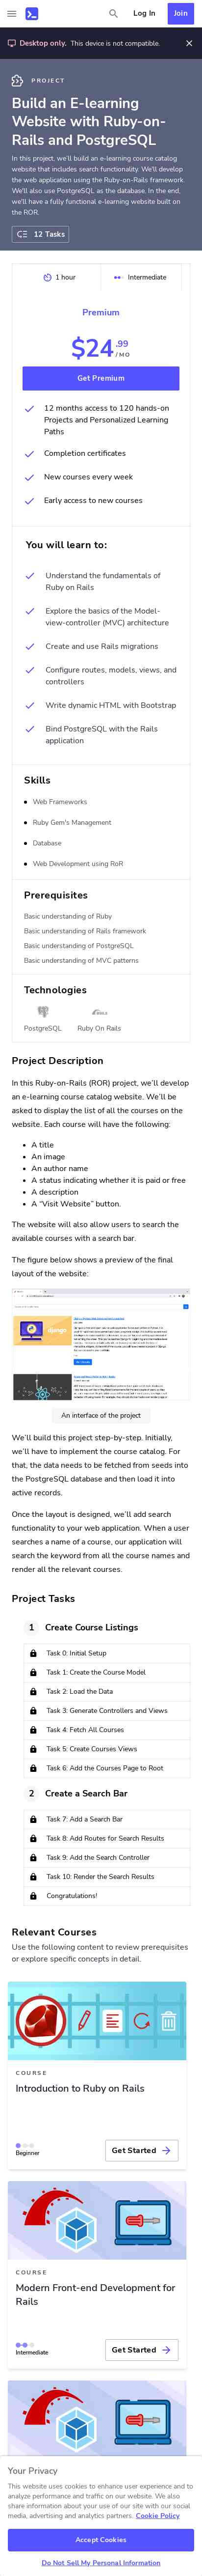 Log In
Join
Desktop only. This device is not compatible.
PROJECT
Build an E-learning
Website with Ruby-on-
Rails and PostgreSQL
In this project, we'll build an e-learning course catalog
website that includes search functionality. We'll develop
the web application using the Ruby-on-Rails framework.
We'll also use PostgreSQL as the database. In the end,
we'll have a fully functional e-learning website built on
the ROR.
12 Tasks
1 hour
Intermediate
Premium
$24 .99
/ MO
Get Premium
12 months access to 120 hands-on
Projects and Personalized Learning
Paths
Completion certificates
New courses every week
Early access to new courses
You will learn to:
Understand the fundamentals of
Ruby on Rails
Explore the basics of the Model-
view-controller (MVC) architecture
Create and use Rails migrations
Configure routes, models, views, and
controllers
Write dynamic HTML with Bootstrap
Bind PostgreSQL with the Rails
application
Skills
Web Frameworks
Ruby Gem's Management
Database
Web Development using RoR
Prerequisites
Basic understanding of Ruby
Basic understanding of Rails framework
Basic understanding of PostgreSQL
Basic understanding of MVC patterns
Technologies
PostgreSQL
Ruby On Rails
Project Description
In this Ruby-on-Rails (ROR) project, we'll develop
an e-learning course catalog website. We'll be
asked to display the list of all the courses on the
website. Each course will have the following:
• A title
• An image
• An author name
• A status indicating whether it is paid or free
• A description
• A "Visit Website" button.
The website will also allow users to search the
available courses with a search bar.
The figure below shows a preview of the final
layout of the website:
django
An interface of the project
We'll build this project step-by-step. Initially,
we'll have to implement the course catalog. For
that, the data needs to be fetched from seeds into
the PostgreSQL database and then load it into
active records.
Once the layout is designed, we'll add search
functionality to your web application. When a user
searches a name of a course, our application will
search the keyword from all the course names and
render all the relevant courses.
Project Tasks
1 Create Course Listings
Task 0: Initial Setup
Task 1: Create the Course Model
Task 2: Load the Data
Task 3: Generate Controllers and Views
Task 4: Fetch All Courses
Task 5: Create Courses Views
Task 6: Add the Courses Page to Root
2 Create a Search Bar
Task 7: Add a Search Bar
Task 8: Add Routes for Search Results
Task 9: Add the Search Controller
Task 10: Render the Search Results
Congratulations!
Relevant Courses
Use the following content to review prerequisites
or explore specific concepts in detail.
COURSE
Introduction to Ruby on Rails
Beginner
Get Started
COURSE
Modern Front-end Development for
Rails
Intermediate
Get Started
Your Privacy
This website uses cookies to enhance user experience and to
analyze performance and traffic on our website. We also
share information about your use of our site with our social
media, advertising and analytics partners. Cookie Policy
Accept Cookies
Do Not Sell My Personal Information